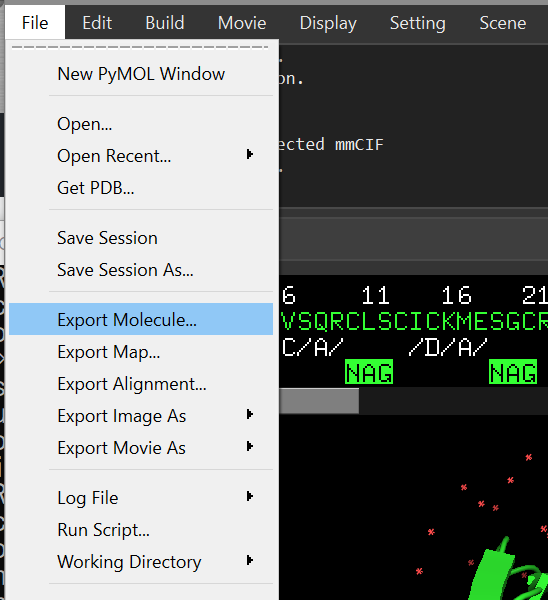 File Edit Build Movie Display Setting Scene
New PyMOL Window
on.
Open...
ected mmCIF
Open Recent...
Get PDB...
Save Session
Save Session As...
6 11 16 21
Export Molecule...
VSQRCLSCICKMESGCR
Export Map...
C/A/ /D/A/
Export Alignment...
NAG NAG
Export Image As
Export Movie As
Log File
Run Script...
Working Directory